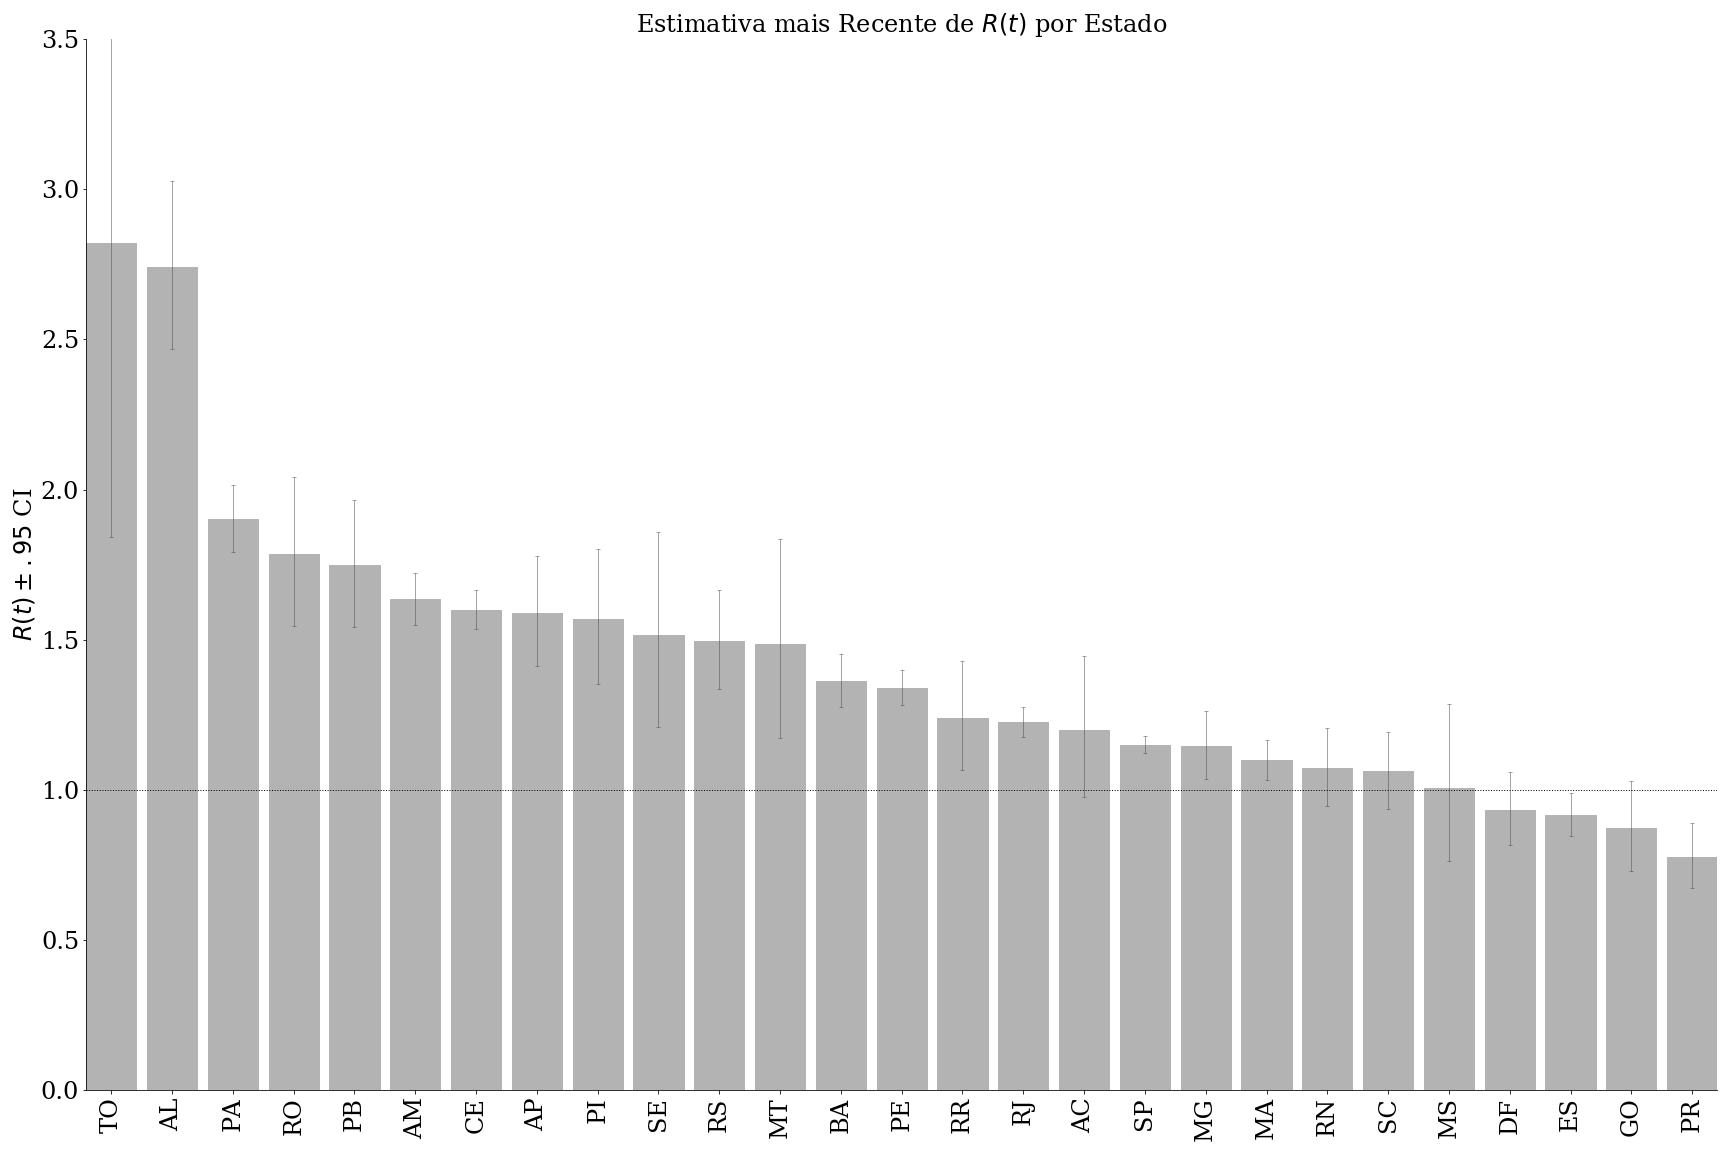 Estimativa mais Recente de R(t) por Estado
R(t) ± .95 CI
3.5
3.0
2.5
2.0
1.5
1.0
0.5
0.0
TO AL PA RO PB AM CE AP PI SE RS MT BA PE RR RJ AC SP MG MA RN SC MS DF ES GO PR